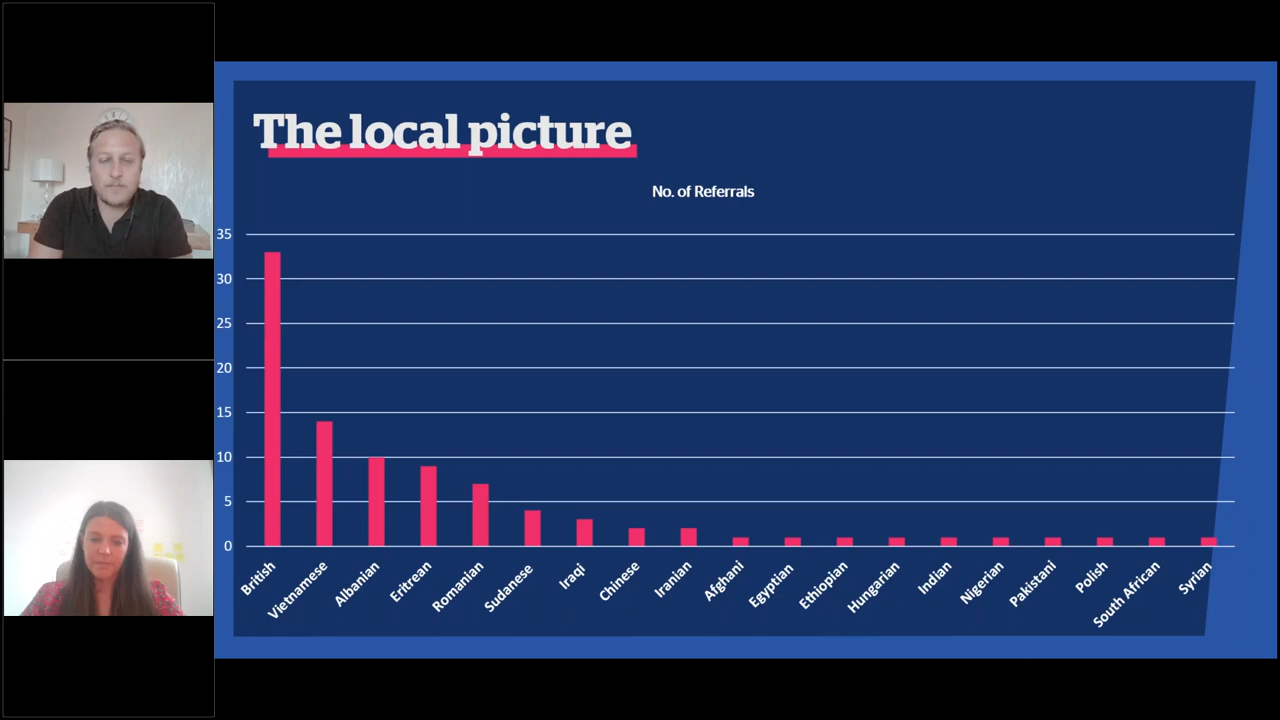 The local picture
No. of Referrals
35
30
25
20
15
10
5
0
British
Vietnamese
Albanian
Eritrean
Romanian
Sudanese
Iraqi
Chinese
Iranian
Afghani
Egyptian
Ethiopian
Hungarian
Indian
Nigerian
Pakistani
Polish
South African
Syrian